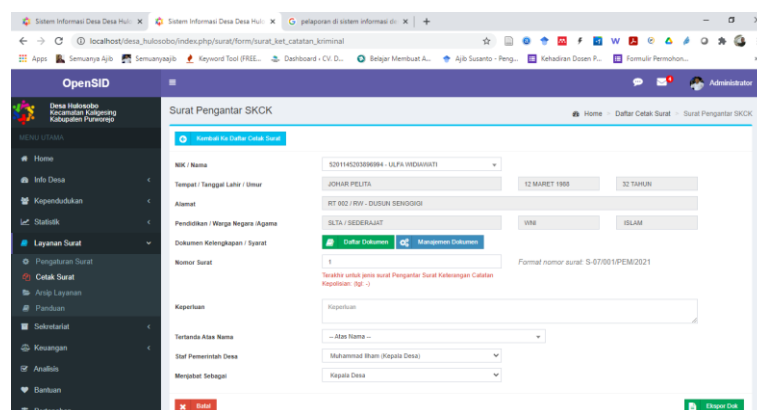 Sistem Informasi Desa Desa Hulo
Sistem Informasi Desa Desa Hulo
pelaporan di sistem informasi de
localhost/desa_hulosobo/index.php/surat/form/surat_ket_catatan_kriminal
Apps
Semuanya Ajib
Semuanyaajib
Keyword Tool (FREE...
Dashboard ‹ CV. D...
Belajar Membuat A...
Ajib Susanto - Peng...
Kehadiran Dosen P...
Formulir Permohon...
OpenSID
Administrator
Desa Hulosobo
Kecamatan Kaligesing
Kabupaten Purworejo
Surat Pengantar SKCK
Home
Daftar Cetak Surat
Surat Pengantar SKCK
MENU UTAMA
Home
Info Desa
Kependudukan
Statistik
Layanan Surat
Pengaturan Surat
Cetak Surat
Arsip Layanan
Panduan
Sekretariat
Keuangan
Analisis
Bantuan
Kembali Ke Daftar Cetak Surat
NIK / Nama
5201145203896994 - ULFA WIDIAWATI
Tempat / Tanggal Lahir / Umur
JOHAR PELITA
12 MARET 1988
32 TAHUN
Alamat
RT 002 / RW - DUSUN SENGGIGI
Pendidikan / Warga Negara /Agama
SLTA / SEDERAJAT
WNI
ISLAM
Dokumen Kelengkapan / Syarat
Daftar Dokumen
Manajemen Dokumen
Nomor Surat
1
Format nomor surat: S-07/001/PEM/2021
Terakhir untuk jenis surat Pengantar Surat Keterangan Catatan
Kepolisian: (tgl: -)
Keperluan
Keperluan
Tertanda Atas Nama
-- Atas Nama --
Staf Pemerintah Desa
Muhammad Ilham (Kepala Desa)
Menjabat Sebagai
Kepala Desa
Batal
Ekspor Dok